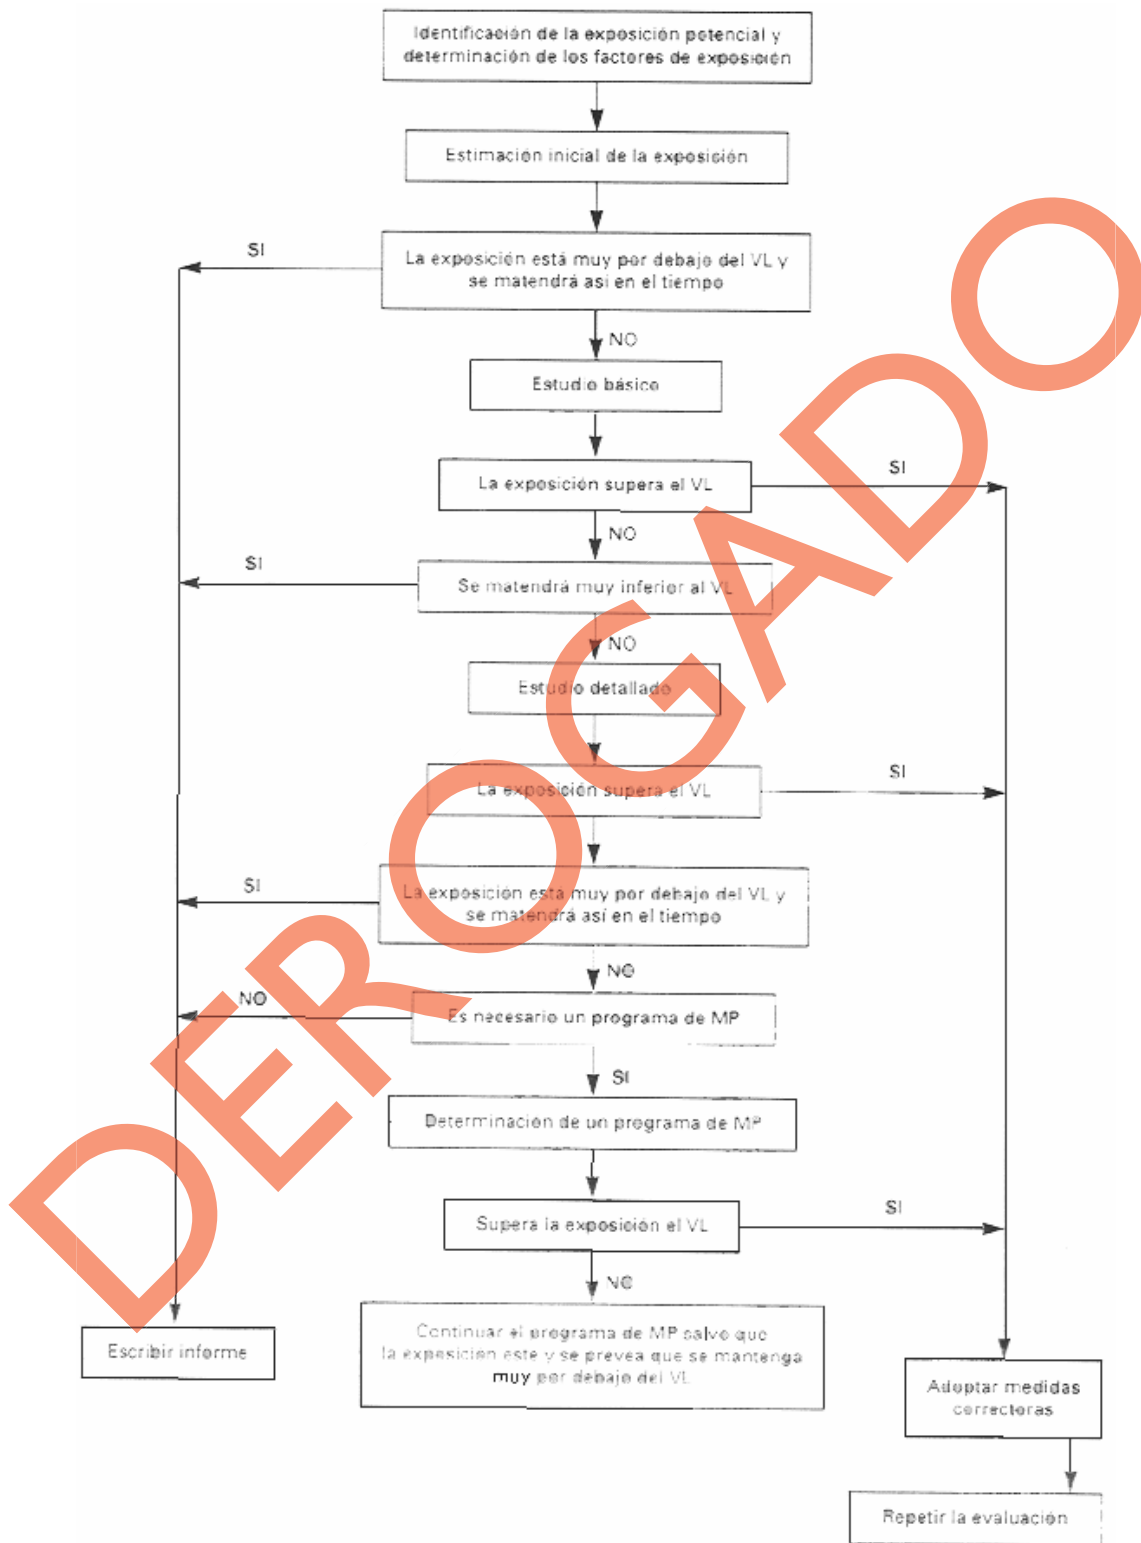 Identificación de la exposición potencial y
determinación de los factores de exposición
Estimación inicial de la exposición
SI
La exposición está muy por debajo del VL y
se matendrá así en el tiempo
NO
Estudio básico
La exposición supera el VL
SI
NO
SI
Se matendrá muy inferior al VL
NO
Estudio detallado
La exposición supera el VL
SI
SI
La exposición está muy por debajo del VL y
se matendrá así en el tiempo
NO
NO
Es necesario un programa de MP
SI
Determinación de un programa de MP
Supera la exposición el VL
SI
NO
Continuar el programa de MP salvo que
la exposición este y se prevea que se mantenga
muy por debajo del VL
Escribir informe
Adoptar medidas
correctoras
Repetir la evaluación
DEROGADO